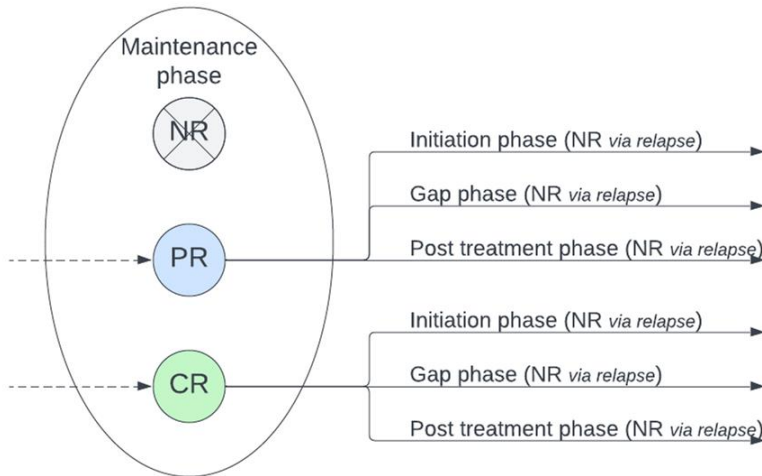 Maintenance
phase
NR
Initiation phase (NR via relapse)
Gap phase (NR via relapse)
PR
Post treatment phase (NR via relapse)
Initiation phase (NR via relapse)
CR
Gap phase (NR via relapse)
Post treatment phase (NR via relapse)